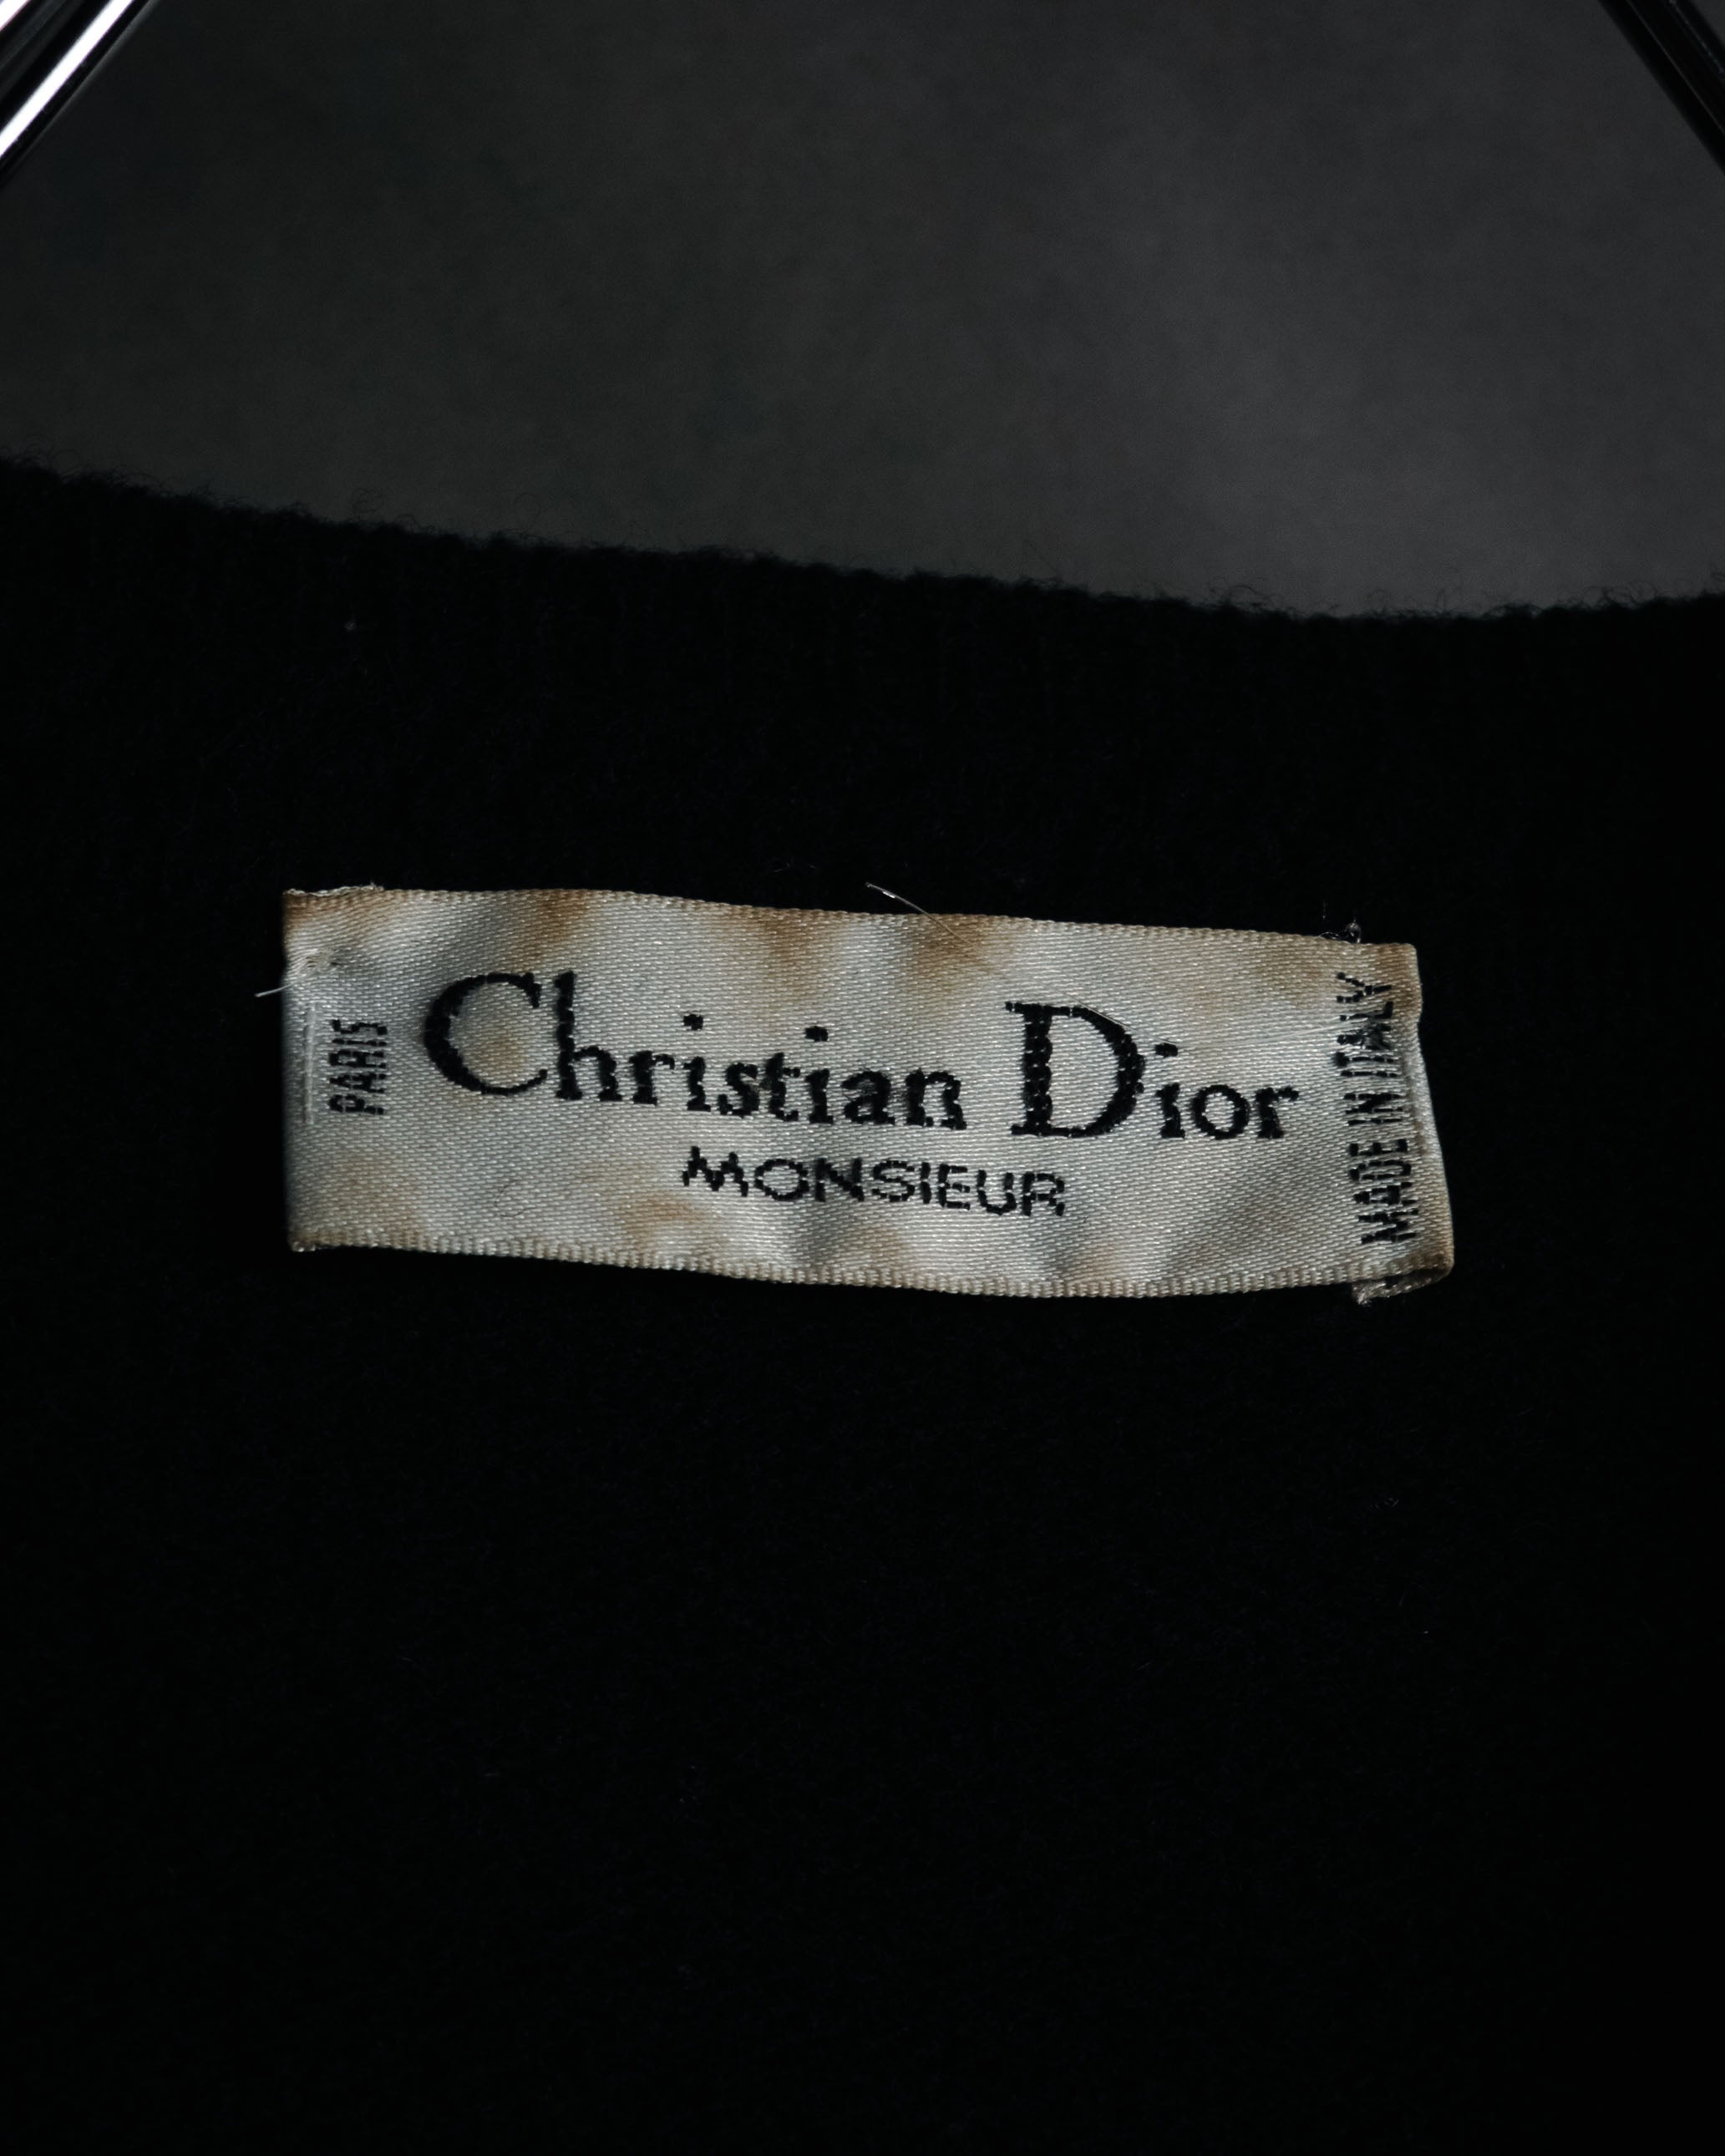 PARIS
Christian Dior
MONSIEUR
MADE IN ITALY